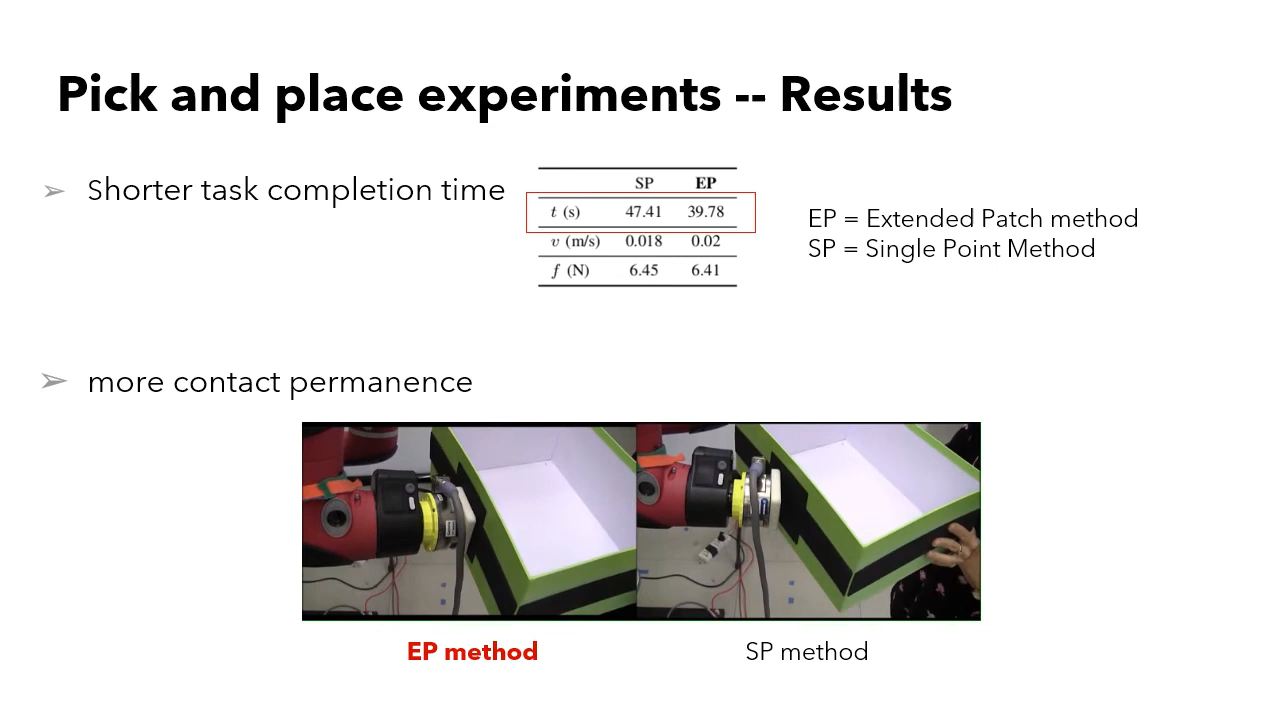 Pick and place experiments -- Results
➢ Shorter task completion time
SP EP
t (s) 47.41 39.78
v (m/s) 0.018 0.02
f (N) 6.45 6.41
EP = Extended Patch method
SP = Single Point Method
➢ more contact permanence
EP method
SP method